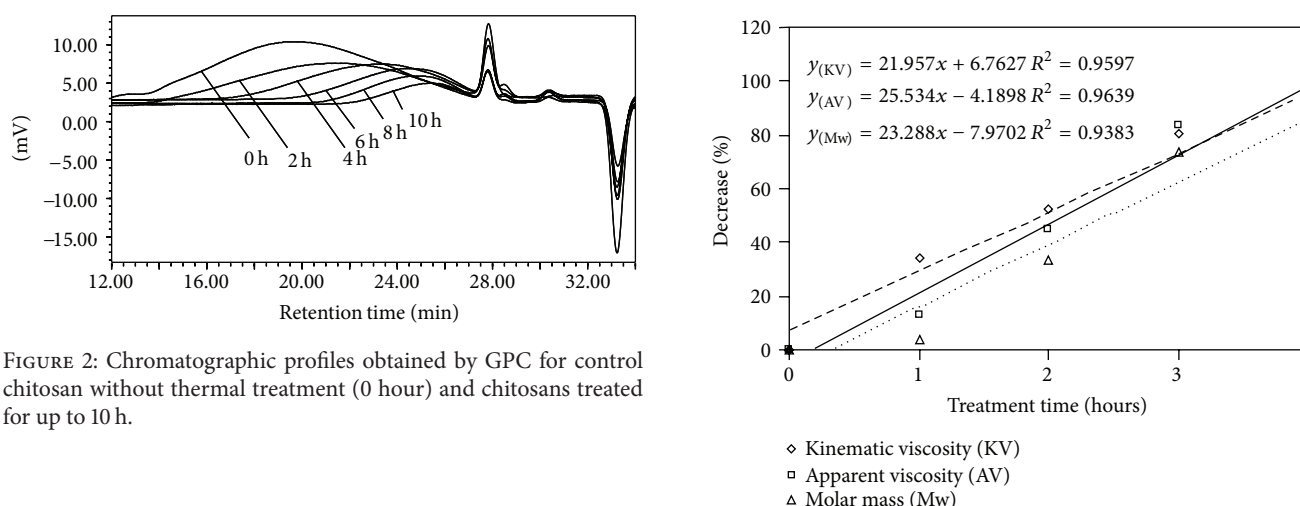 10.00
5.00
0.00
−5.00
−10.00
−15.00
(mV)
0 h
2 h
4 h
6 h
8 h
10 h
12.00 16.00 20.00 24.00 28.00 32.00
Retention time (min)
FIGURE 2: Chromatographic profiles obtained by GPC for control
chitosan without thermal treatment (0 hour) and chitosans treated
for up to 10 h.
120
100
80
60
40
20
0
Decrease (%)
y(KV) = 21.957x + 6.7627 R² = 0.9597
y(AV) = 25.534x − 4.1898 R² = 0.9639
y(Mw) = 23.288x − 7.9702 R² = 0.9383
0 1 2 3
Treatment time (hours)
Kinematic viscosity (KV)
Apparent viscosity (AV)
Molar mass (Mw)